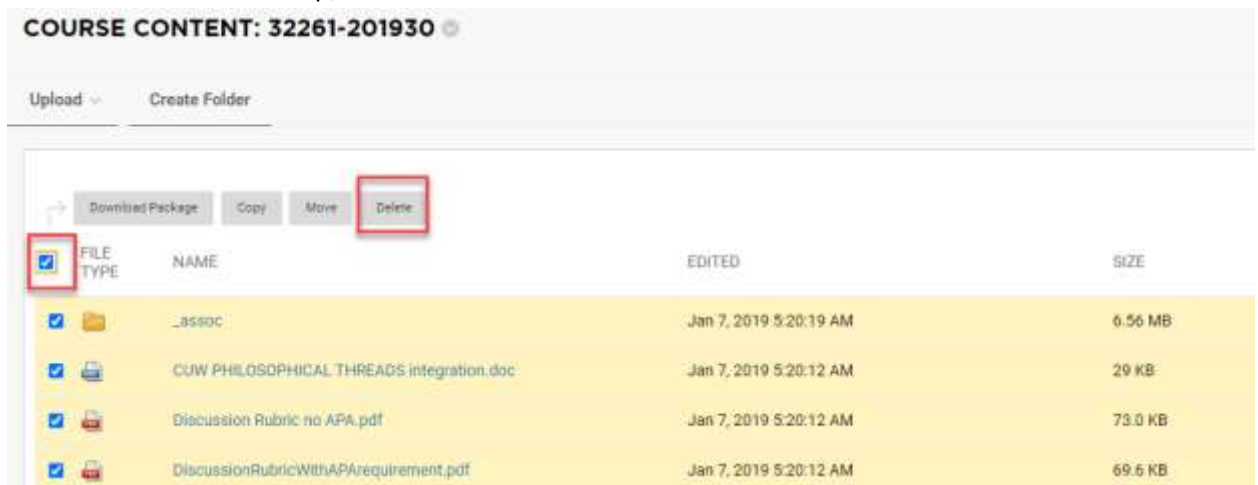 COURSE CONTENT: 32261-201930
Upload Create Folder
Download Package Copy Move Delete
FILE TYPE NAME EDITED SIZE
_assoc Jan 7, 2019 5:20:19 AM 6.56 MB
CUW PHILOSOPHICAL THREADS integration.doc Jan 7, 2019 5:20:12 AM 29 KB
Discussion Rubric no APA.pdf Jan 7, 2019 5:20:12 AM 73.0 KB
DiscussionRubricWithAPArequirement.pdf Jan 7, 2019 5:20:12 AM 69.6 KB